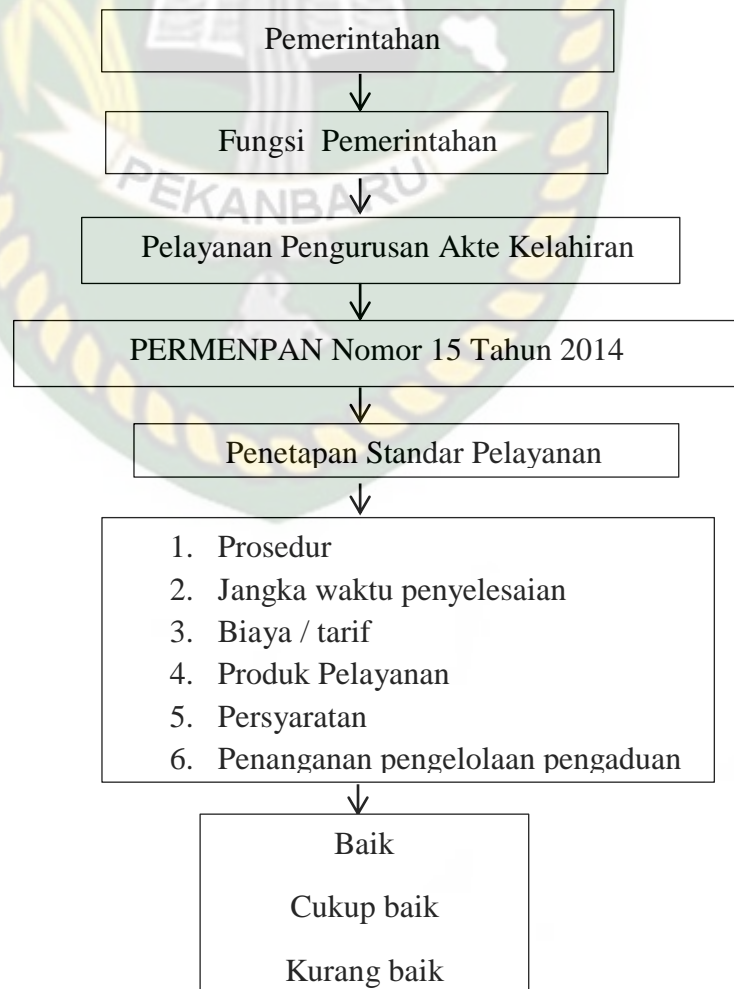 Pemerintahan
Fungsi Pemerintahan
PEKANBARU
Pelayanan Pengurusan Akte Kelahiran
PERMENPAN Nomor 15 Tahun 2014
Penetapan Standar Pelayanan
1. Prosedur
2. Jangka waktu penyelesaian
3. Biaya / tarif
4. Produk Pelayanan
5. Persyaratan
6. Penanganan pengelolaan pengaduan
Baik
Cukup baik
Kurang baik